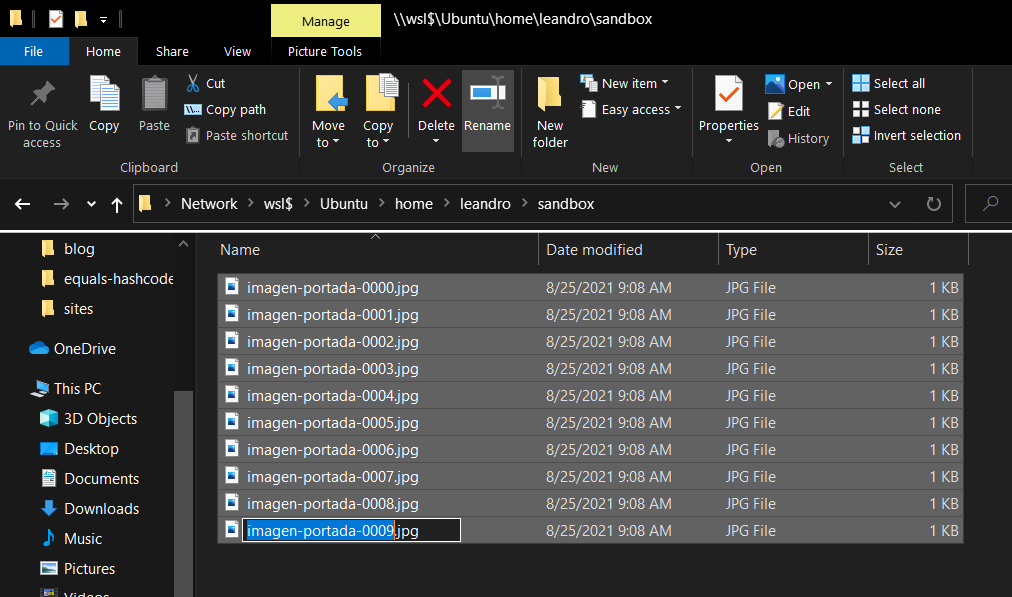 Manage
\\wsl$\Ubuntu\home\leandro\sandbox
File Home Share View Picture Tools
Pin to Quick access
Copy
Paste
Cut
Copy path
Paste shortcut
Clipboard
Move to
Copy to
Delete
Rename
Organize
New folder
New item
Easy access
New
Properties
Open
Edit
History
Open
Select all
Select none
Invert selection
Select
Network wsl$ Ubuntu home leandro sandbox
blog
equals-hashcode
sites
OneDrive
This PC
3D Objects
Desktop
Documents
Downloads
Music
Pictures
Videos
Name Date modified Type Size
imagen-portada-0000.jpg 8/25/2021 9:08 AM JPG File 1 KB
imagen-portada-0001.jpg 8/25/2021 9:08 AM JPG File 1 KB
imagen-portada-0002.jpg 8/25/2021 9:08 AM JPG File 1 KB
imagen-portada-0003.jpg 8/25/2021 9:08 AM JPG File 1 KB
imagen-portada-0004.jpg 8/25/2021 9:08 AM JPG File 1 KB
imagen-portada-0005.jpg 8/25/2021 9:08 AM JPG File 1 KB
imagen-portada-0006.jpg 8/25/2021 9:08 AM JPG File 1 KB
imagen-portada-0007.jpg 8/25/2021 9:08 AM JPG File 1 KB
imagen-portada-0008.jpg 8/25/2021 9:08 AM JPG File 1 KB
imagen-portada-0009.jpg 8/25/2021 9:08 AM JPG File 1 KB